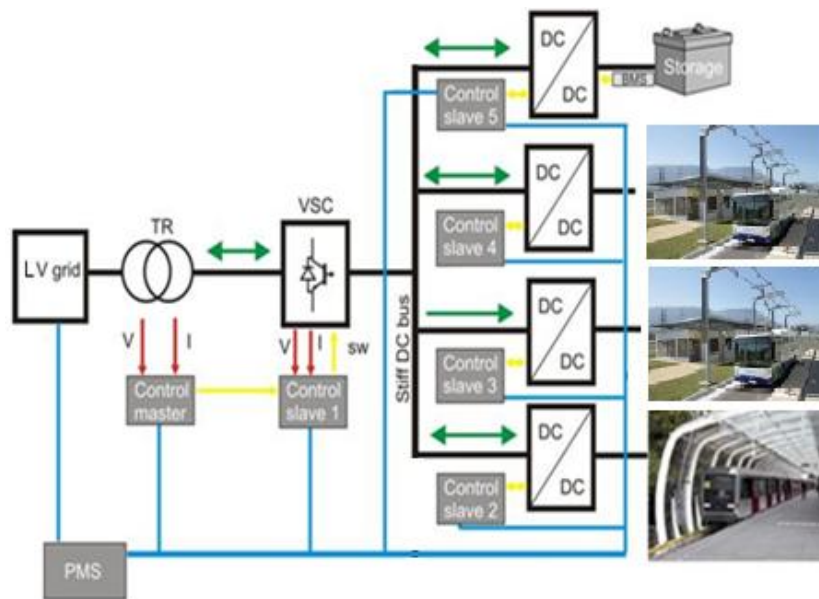 DC
DC
Storage
BMS
Control
slave 5
DC
DC
Control
slave 4
TR
VSC
LV grid
Stiff DC bus
DC
DC
V
I
V
I
sw
Control
master
Control
slave 1
Control
slave 3
DC
DC
Control
slave 2
PMS